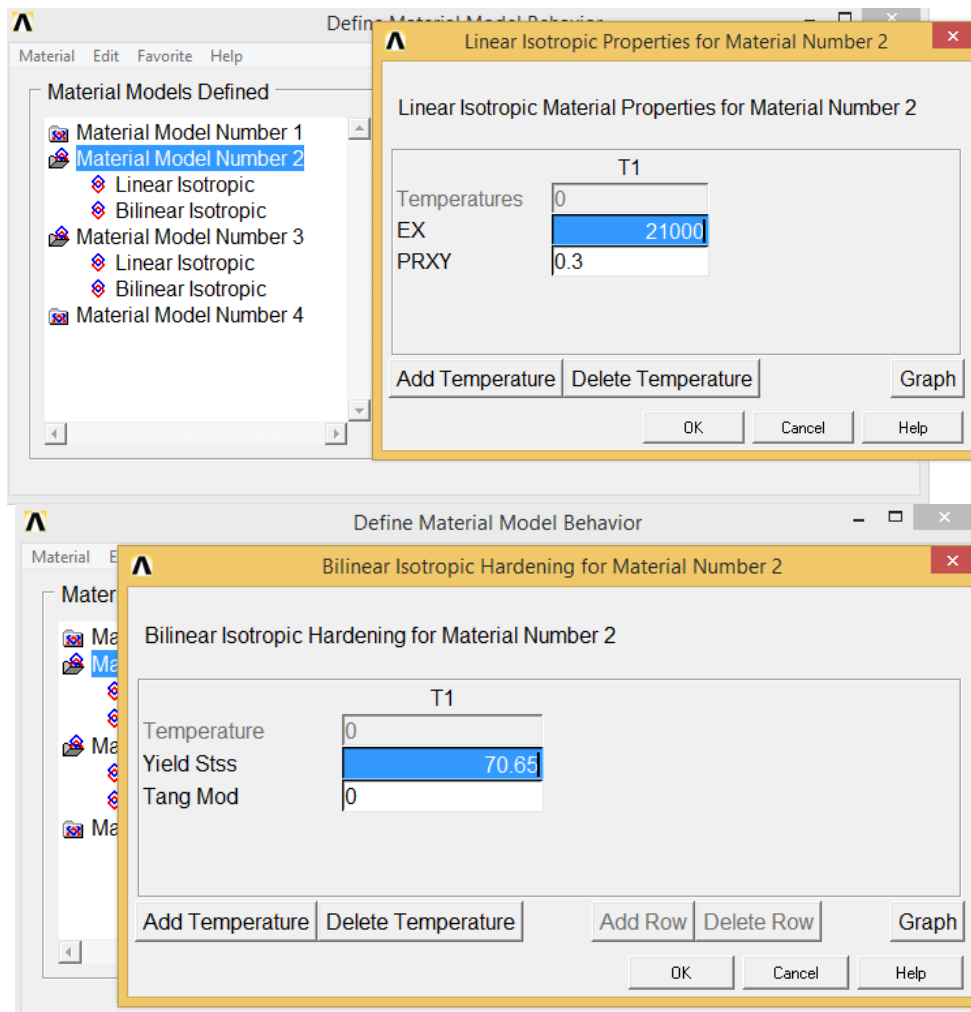 Define Material Model Behavior
Material Edit Favorite Help
Material Models Defined
Material Model Number 1
Material Model Number 2
Linear Isotropic
Bilinear Isotropic
Material Model Number 3
Linear Isotropic
Bilinear Isotropic
Material Model Number 4
Linear Isotropic Properties for Material Number 2
Linear Isotropic Material Properties for Material Number 2
T1
Temperatures 0
EX 21000
PRXY 0.3
Add Temperature Delete Temperature Graph
OK Cancel Help
Define Material Model Behavior
Material E
Mater
Ma
Ma
Ma
Ma
Bilinear Isotropic Hardening for Material Number 2
Bilinear Isotropic Hardening for Material Number 2
T1
Temperature 0
Yield Stss 70.65
Tang Mod 0
Add Temperature Delete Temperature Add Row Delete Row Graph
OK Cancel Help